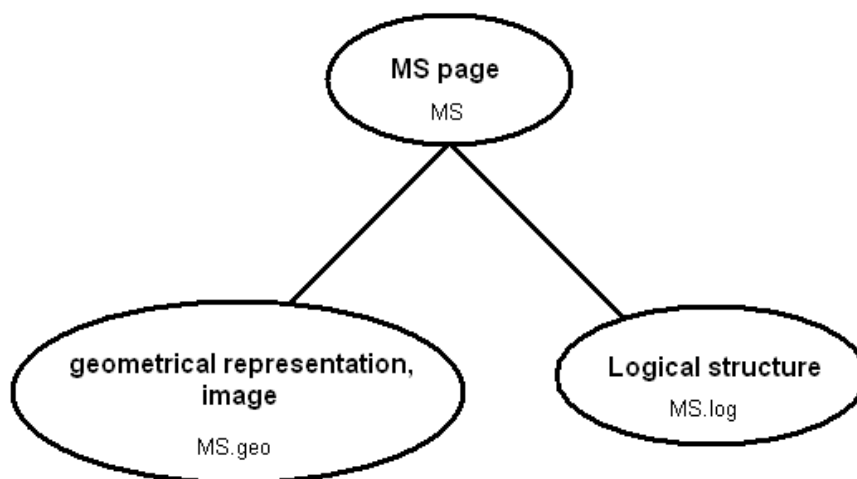 MS page
MS
geometrical representation,
image
MS.geo
Logical structure
MS.log